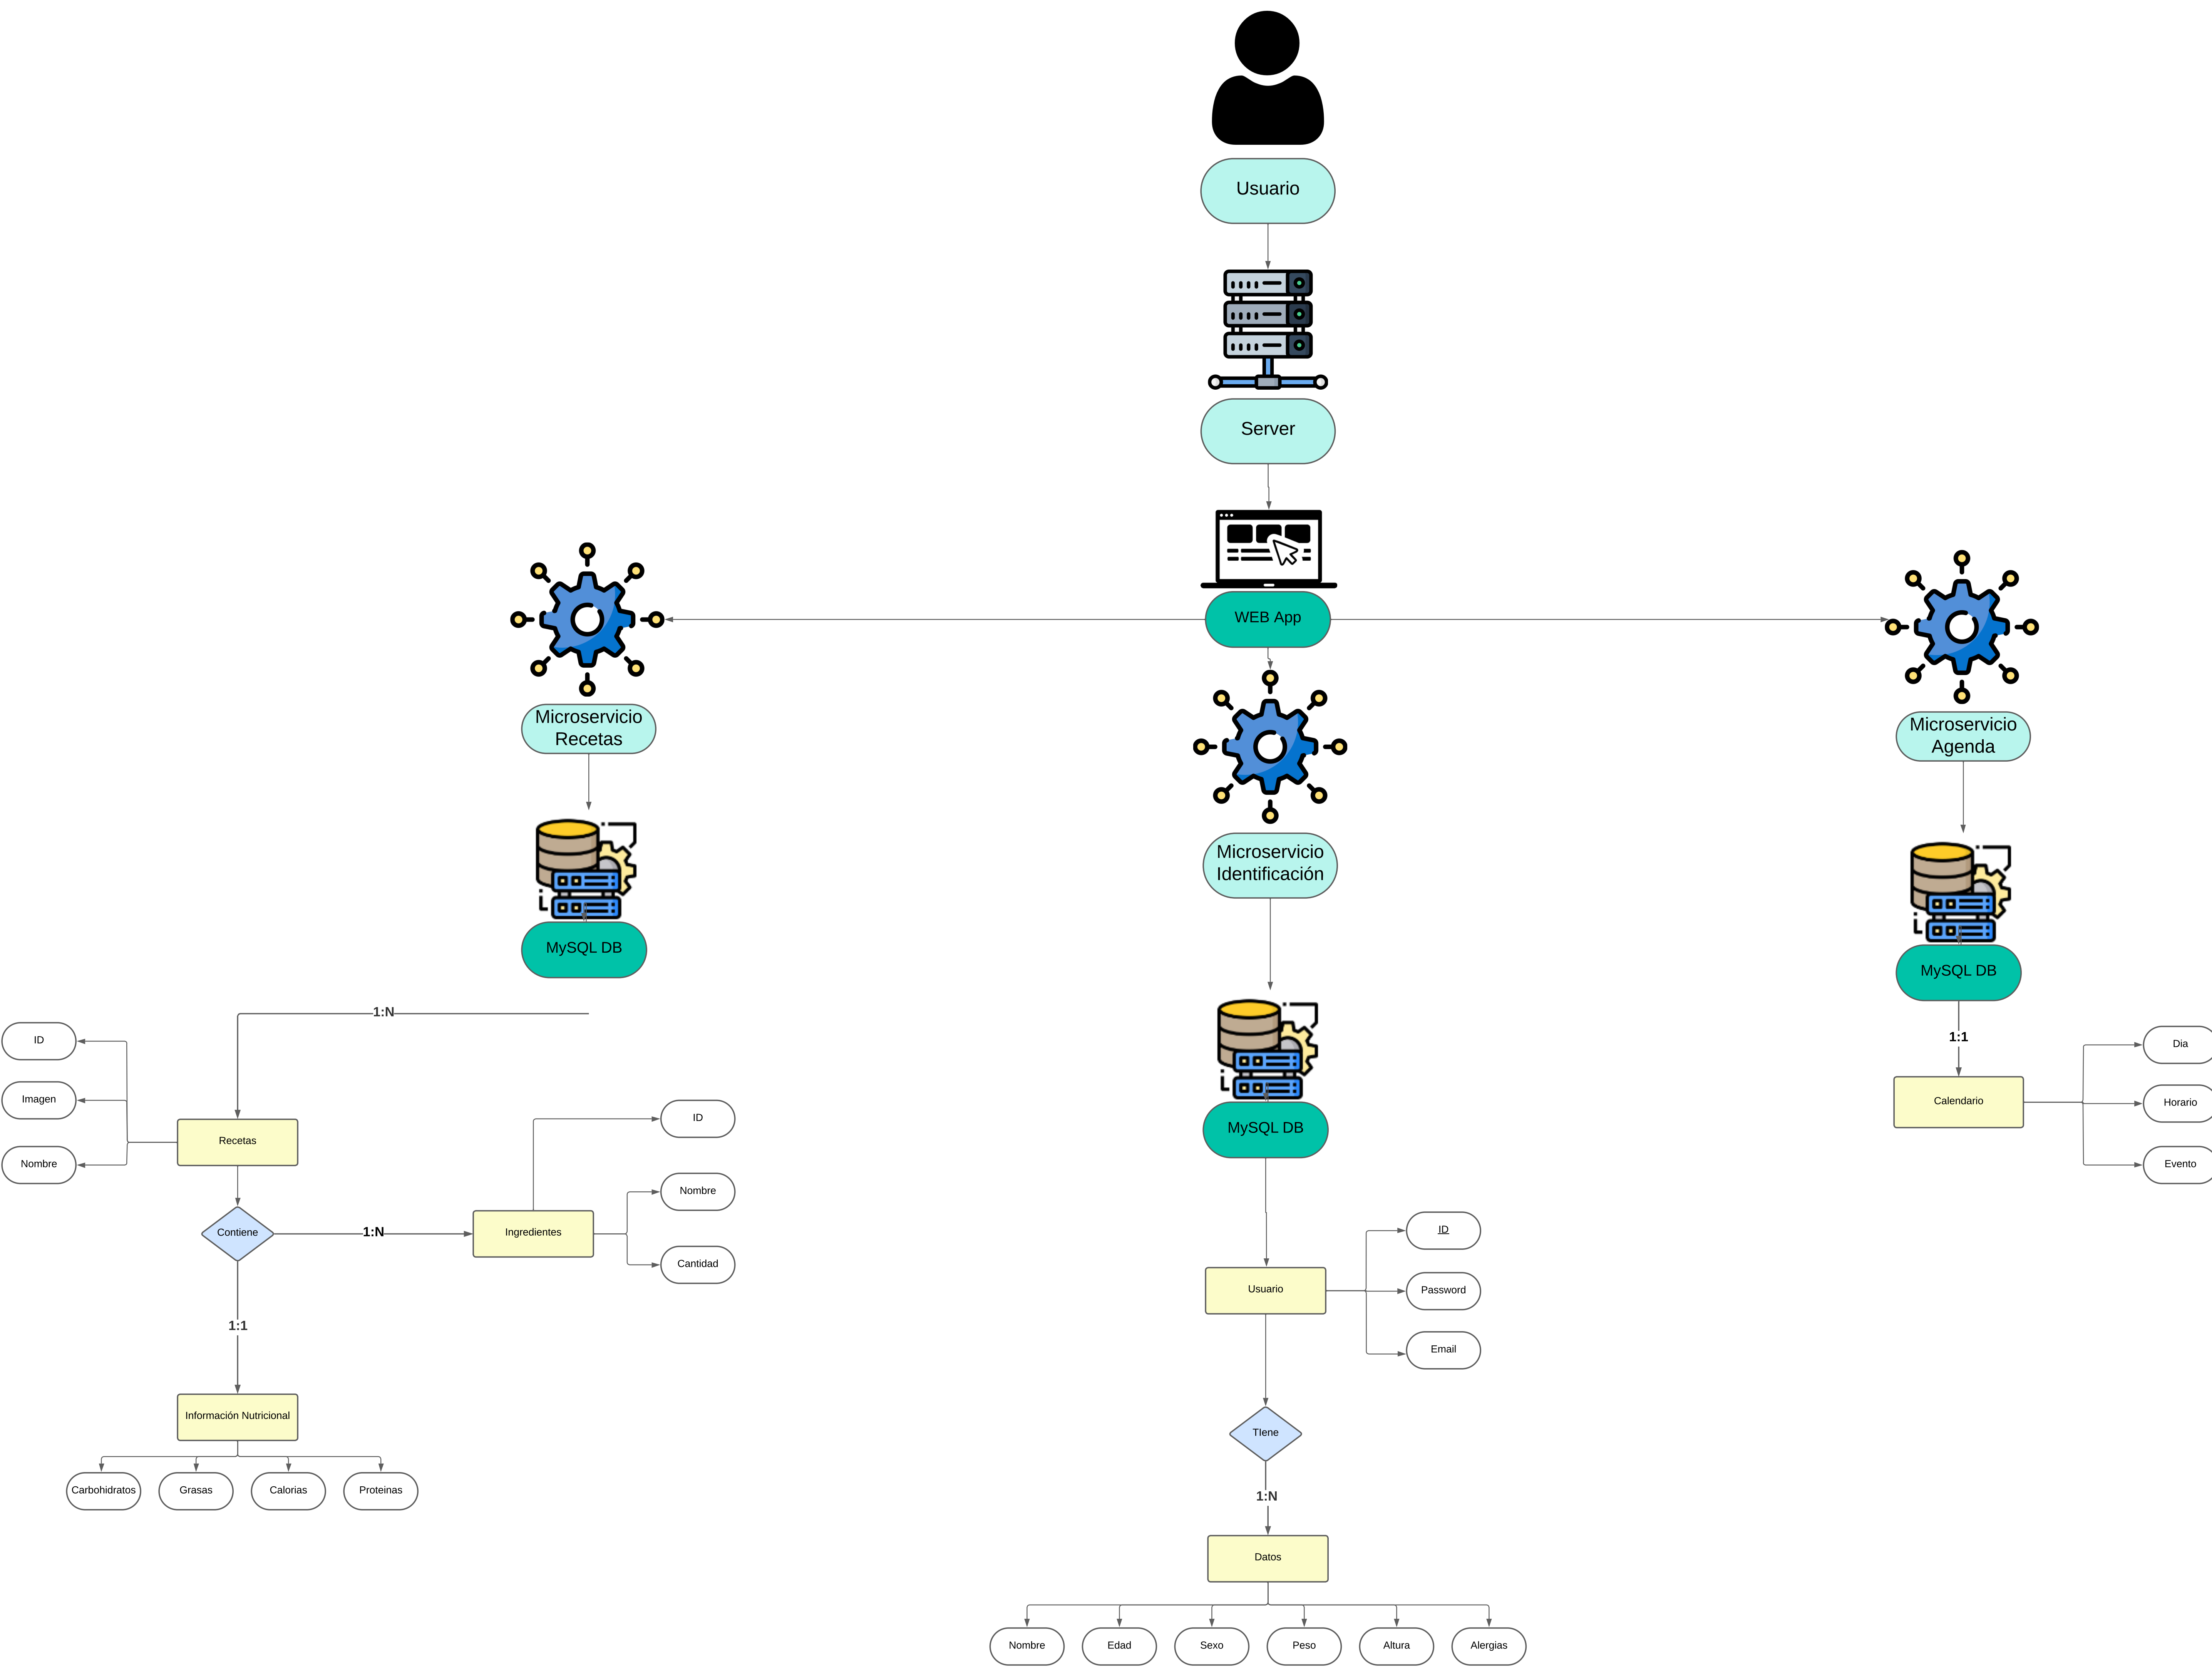 Usuario
Server
WEB App
Microservicio
Recetas
MySQL DB
1:N
ID
Imagen
Nombre
Recetas
Contiene
1:N
Ingredientes
ID
Nombre
Cantidad
1:1
Información Nutricional
Carbohidratos
Grasas
Calorias
Proteinas
Microservicio
Identificación
MySQL DB
Usuario
ID
Password
Email
TIene
1:N
Datos
Nombre
Edad
Sexo
Peso
Altura
Alergias
Microservicio
Agenda
MySQL DB
1:1
Calendario
Dia
Horario
Evento